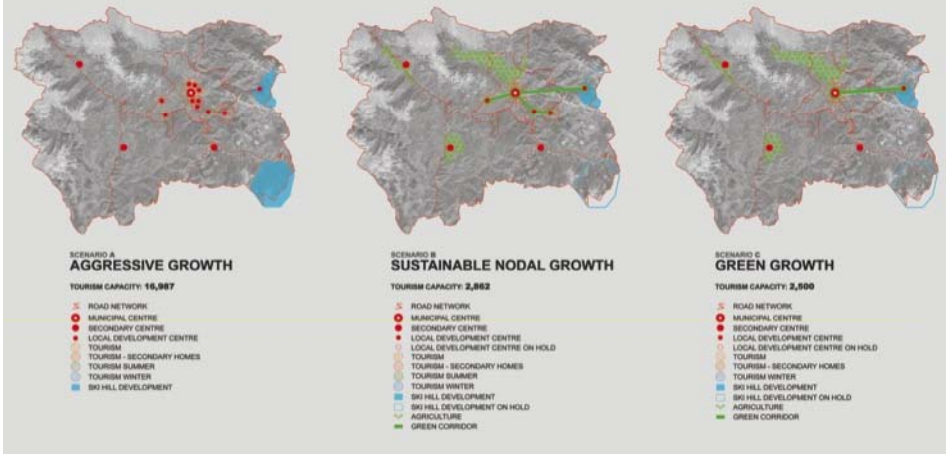 SCENARIO A
AGGRESSIVE GROWTH
TOURISM CAPACITY: 16,987
ROAD NETWORK
MUNICIPAL CENTRE
SECONDARY CENTRE
LOCAL DEVELOPMENT CENTRE
TOURISM
TOURISM - SECONDARY HOMES
TOURISM SUMMER
TOURISM WINTER
SKI HILL DEVELOPMENT
SCENARIO B
SUSTAINABLE NODAL GROWTH
TOURISM CAPACITY: 2,862
ROAD NETWORK
MUNICIPAL CENTRE
SECONDARY CENTRE
LOCAL DEVELOPMENT CENTRE
LOCAL DEVELOPMENT CENTRE ON HOLD
TOURISM
TOURISM - SECONDARY HOMES
TOURISM SUMMER
TOURISM WINTER
SKI HILL DEVELOPMENT
SKI HILL DEVELOPMENT ON HOLD
AGRICULTURE
GREEN CORRIDOR
SCENARIO C
GREEN GROWTH
TOURISM CAPACITY: 2,500
ROAD NETWORK
MUNICIPAL CENTRE
SECONDARY CENTRE
LOCAL DEVELOPMENT CENTRE
LOCAL DEVELOPMENT CENTRE ON HOLD
TOURISM
TOURISM - SECONDARY HOMES
TOURISM WINTER
SKI HILL DEVELOPMENT
SKI HILL DEVELOPMENT ON HOLD
AGRICULTURE
GREEN CORRIDOR